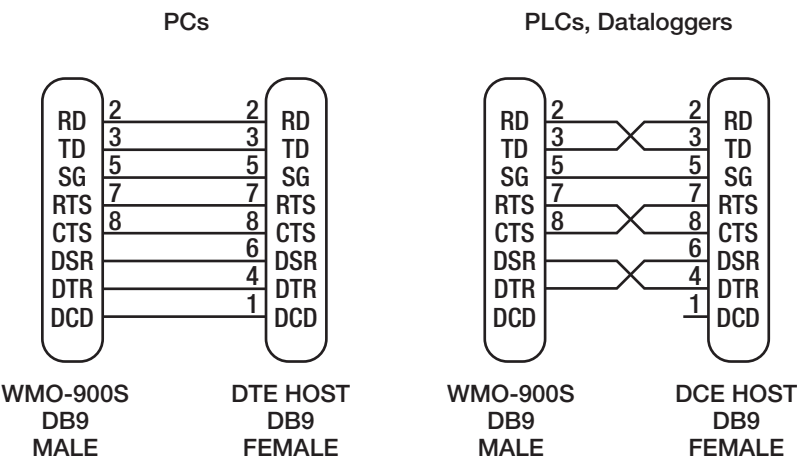 PCs
RD 2 2 RD
TD 3 3 TD
SG 5 5 SG
RTS 7 7 RTS
CTS 8 8 CTS
DSR 6 DSR
DTR 4 DTR
DCD 1 DCD
WMO-900S DTE HOST
DB9 DB9
MALE FEMALE
PLCs, Dataloggers
RD 2 2 RD
TD 3 3 TD
SG 5 5 SG
RTS 7 7 RTS
CTS 8 8 CTS
DSR 6 DSR
DTR 4 DTR
DCD 1 DCD
WMO-900S DCE HOST
DB9 DB9
MALE FEMALE